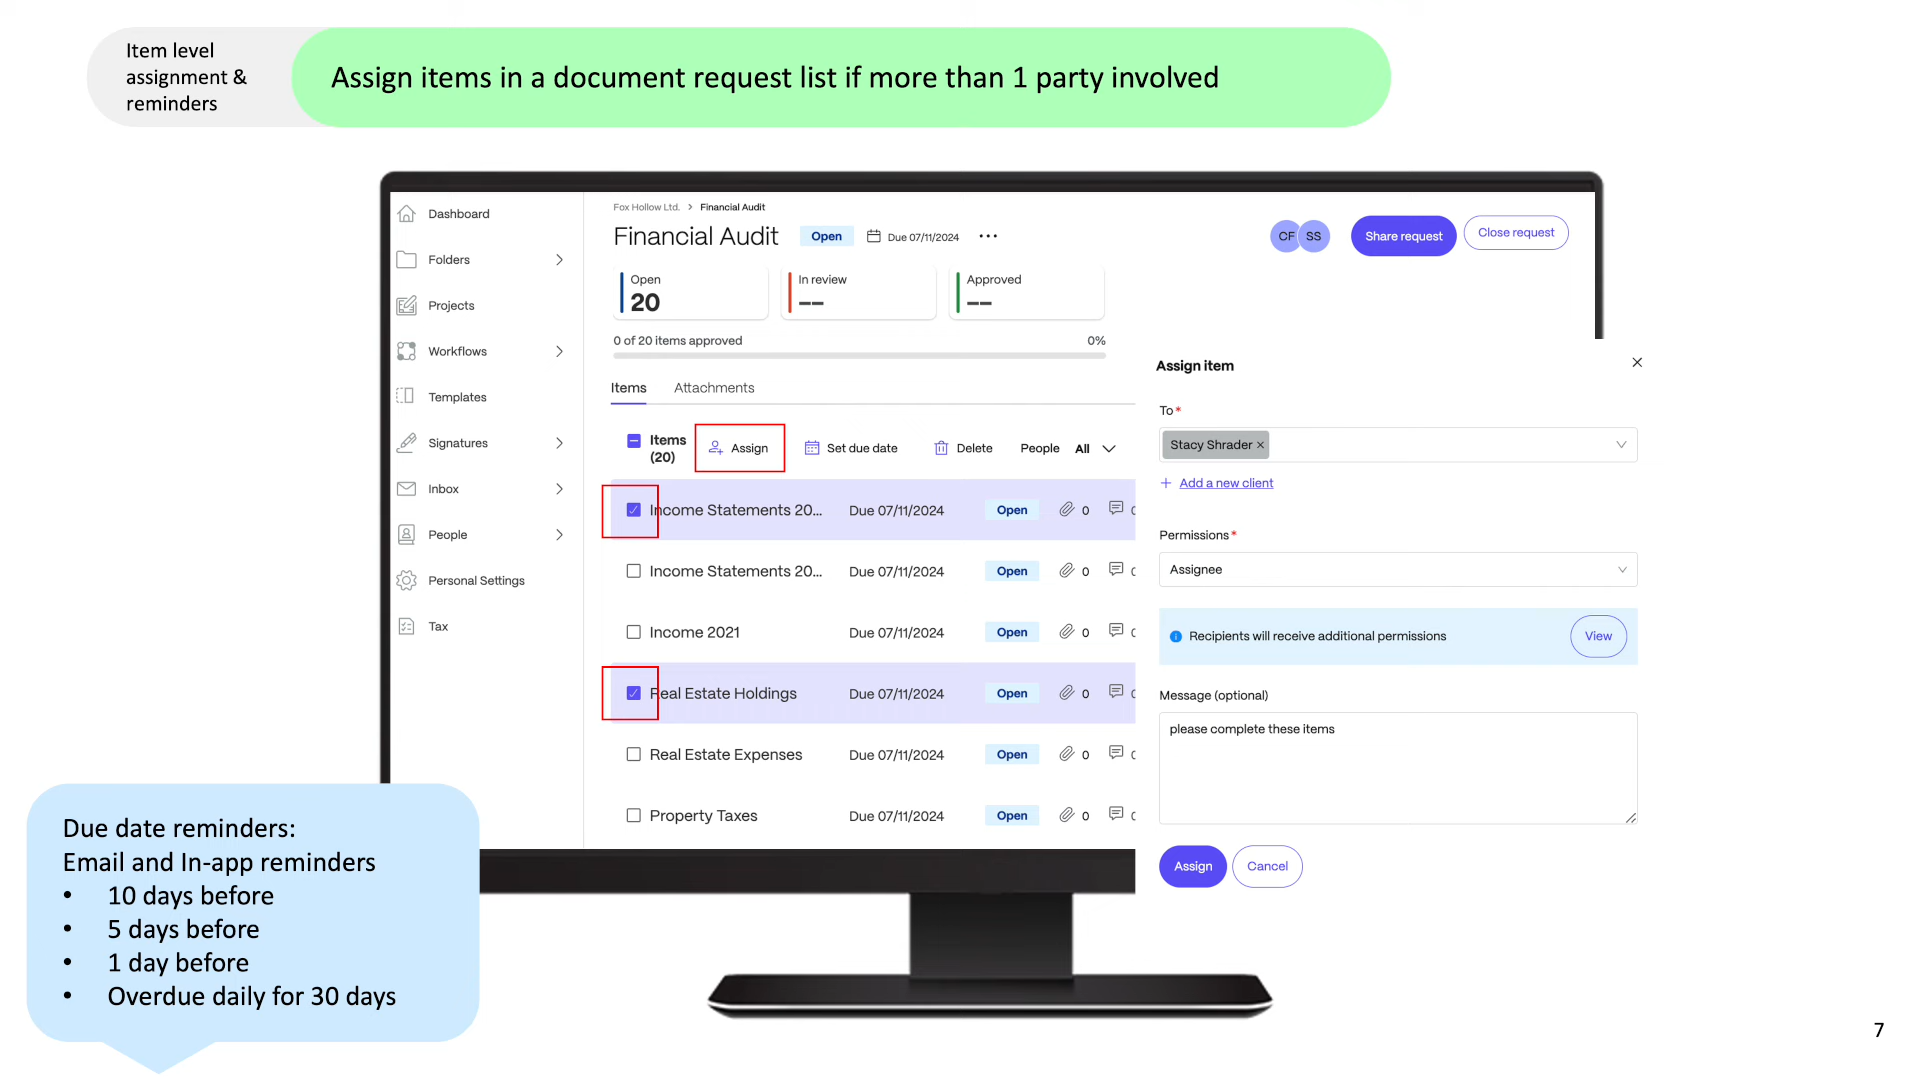 Item level
assignment &
reminders
Assign items in a document request list if more than 1 party involved
Dashboard
Folders
Projects
Workflows
Templates
Signatures
Inbox
People
Personal Settings
Tax
Fox Hollow Ltd. > Financial Audit
Financial Audit Open Due 07/11/2024 •••
CF SS Share request Close request
Open In review Approved
20 -- --
0 of 20 items approved 0%
Items Attachments
Items
(20)
Assign Set due date Delete People All
Income Statements 20... Due 07/11/2024 Open 0
Income Statements 20... Due 07/11/2024 Open 0
Income 2021 Due 07/11/2024 Open 0
Real Estate Holdings Due 07/11/2024 Open 0
Real Estate Expenses Due 07/11/2024 Open 0
Property Taxes Due 07/11/2024 Open 0
Assign item
To*
Stacy Shrader ×
+ Add a new client
Permissions*
Assignee
Recipients will receive additional permissions View
Message (optional)
please complete these items
Assign Cancel
Due date reminders:
Email and In-app reminders
• 10 days before
• 5 days before
• 1 day before
• Overdue daily for 30 days
7